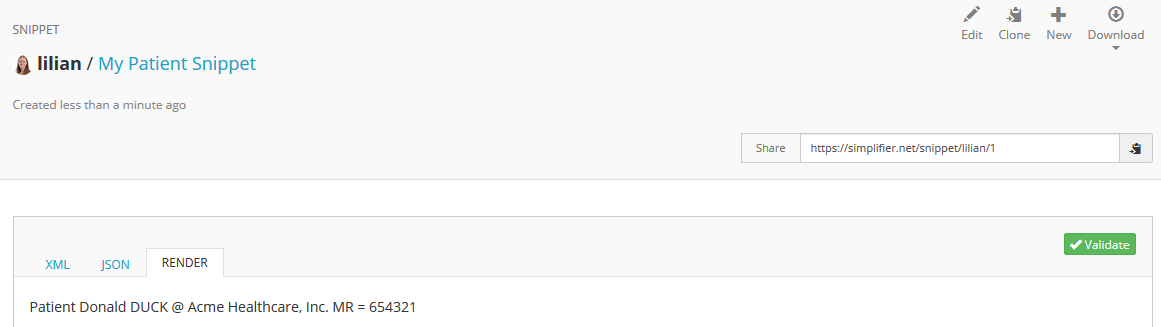 SNIPPET
Edit Clone New Download
lilian / My Patient Snippet
Created less than a minute ago
Share https://simplifier.net/snippet/lilian/1
Validate
XML JSON RENDER
Patient Donald DUCK @ Acme Healthcare, Inc. MR = 654321